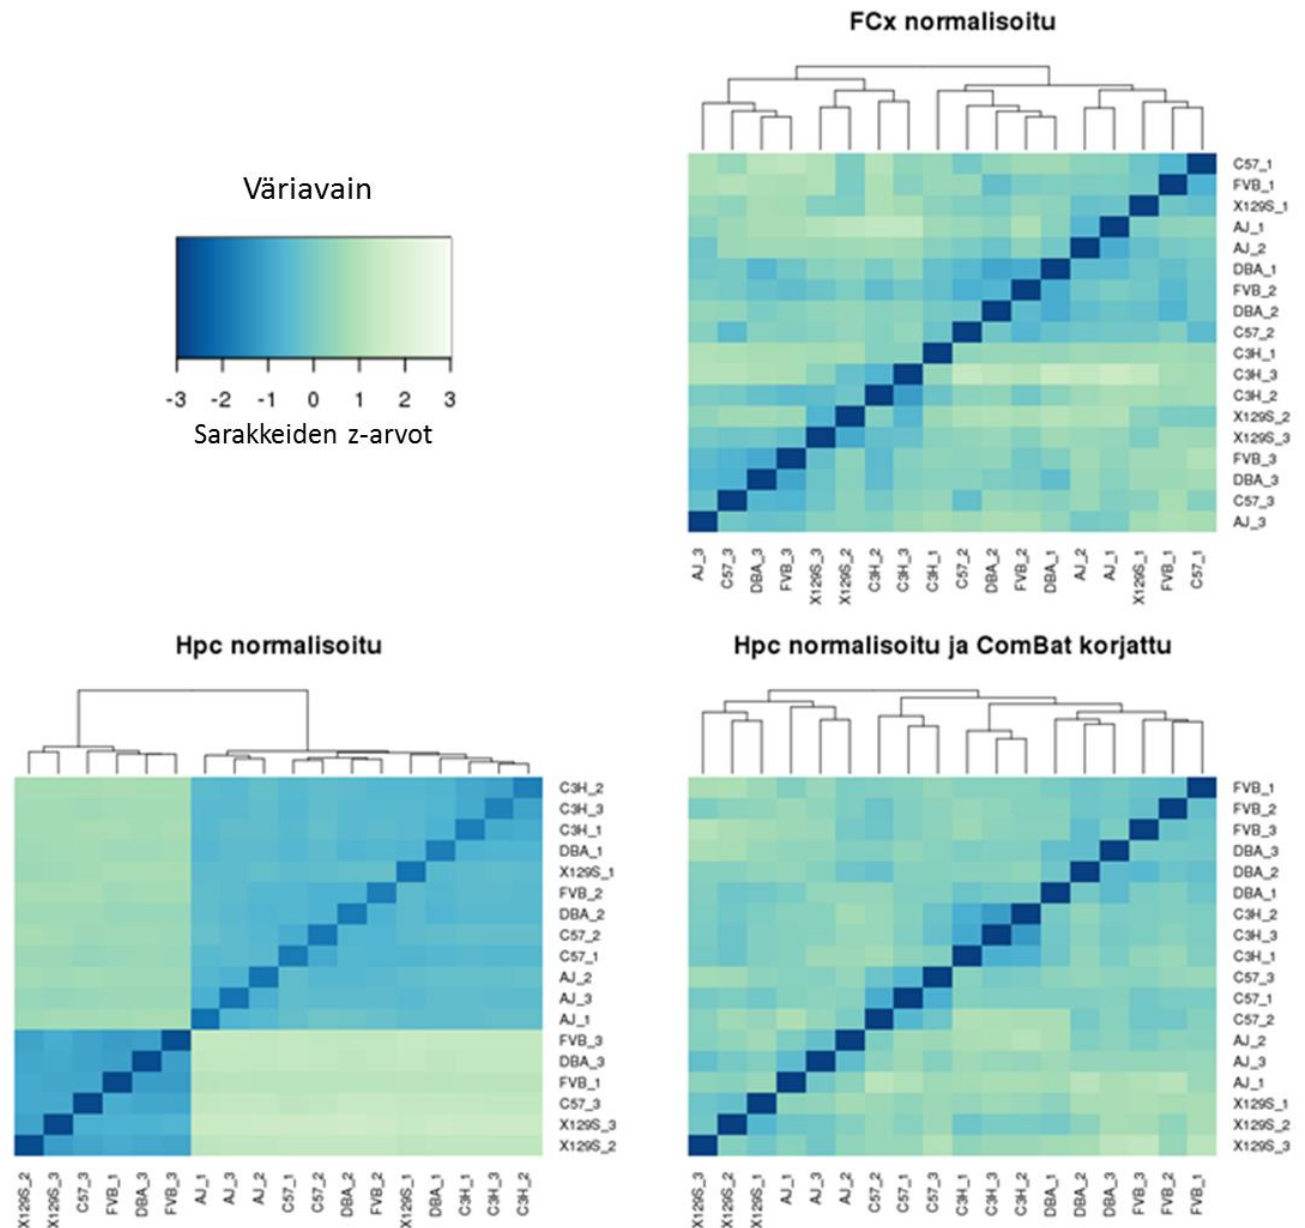 FCx normalisoitu
C57_1
FVB_1
X129S_1
AJ_1
AJ_2
DBA_1
FVB_2
DBA_2
C57_2
C3H_1
C3H_3
C3H_2
X129S_2
X129S_3
FVB_3
DBA_3
C57_3
AJ_3
AJ_3 C57_3 DBA_3 FVB_3 X129S_3 X129S_2 C3H_2 C3H_3 C3H_1 C57_2 DBA_2 FVB_2 DBA_1 AJ_2 AJ_1 X129S_1 FVB_1 C57_1
Väriavain
-3 -2 -1 0 1 2 3
Sarakkeiden z-arvot
Hpc normalisoitu
C3H_2
C3H_3
C3H_1
DBA_1
X129S_1
FVB_2
DBA_2
C57_2
C57_1
AJ_2
AJ_3
AJ_1
FVB_3
DBA_3
FVB_1
C57_3
X129S_3
X129S_2
X129S_2 X129S_3 C57_3 FVB_1 DBA_3 FVB_3 AJ_1 AJ_3 AJ_2 C57_1 C57_2 DBA_2 FVB_2 X129S_1 DBA_1 C3H_1 C3H_3 C3H_2
Hpc normalisoitu ja ComBat korjattu
FVB_1
FVB_2
FVB_3
DBA_3
DBA_2
DBA_1
C3H_2
C3H_3
C3H_1
C57_3
C57_1
C57_2
AJ_2
AJ_3
AJ_1
X129S_1
X129S_2
X129S_3
X129S_3 X129S_2 X129S_1 AJ_1 AJ_3 AJ_2 C57_2 C57_1 C57_3 C3H_1 C3H_3 C3H_2 DBA_1 DBA_2 DBA_3 FVB_3 FVB_2 FVB_1